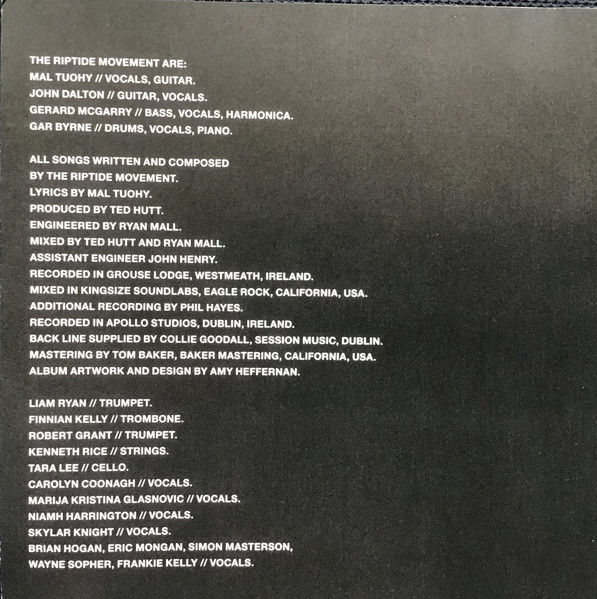 THE RIPTIDE MOVEMENT ARE:
MAL TUOHY // VOCALS, GUITAR.
JOHN DALTON // GUITAR, VOCALS.
GERARD MCGARRY // BASS, VOCALS, HARMONICA.
GAR BYRNE // DRUMS, VOCALS, PIANO.
ALL SONGS WRITTEN AND COMPOSED
BY THE RIPTIDE MOVEMENT.
LYRICS BY MAL TUOHY.
PRODUCED BY TED HUTT.
ENGINEERED BY RYAN MALL.
MIXED BY TED HUTT AND RYAN MALL.
ASSISTANT ENGINEER JOHN HENRY.
RECORDED IN GROUSE LODGE, WESTMEATH, IRELAND.
MIXED IN KINGSIZE SOUNDLABS, EAGLE ROCK, CALIFORNIA, USA.
ADDITIONAL RECORDING BY PHIL HAYES.
RECORDED IN APOLLO STUDIOS, DUBLIN, IRELAND.
BACK LINE SUPPLIED BY COLLIE GOODALL, SESSION MUSIC, DUBLIN.
MASTERING BY TOM BAKER, BAKER MASTERING, CALIFORNIA, USA.
ALBUM ARTWORK AND DESIGN BY AMY HEFFERNAN.
LIAM RYAN // TRUMPET.
FINNIAN KELLY // TROMBONE.
ROBERT GRANT // TRUMPET.
KENNETH RICE // STRINGS.
TARA LEE // CELLO.
CAROLYN COONAGH // VOCALS.
MARIJA KRISTINA GLASNOVIC // VOCALS.
NIAMH HARRINGTON // VOCALS.
SKYLAR KNIGHT // VOCALS.
BRIAN HOGAN, ERIC MONGAN, SIMON MASTERSON,
WAYNE SOPHER, FRANKIE KELLY // VOCALS.